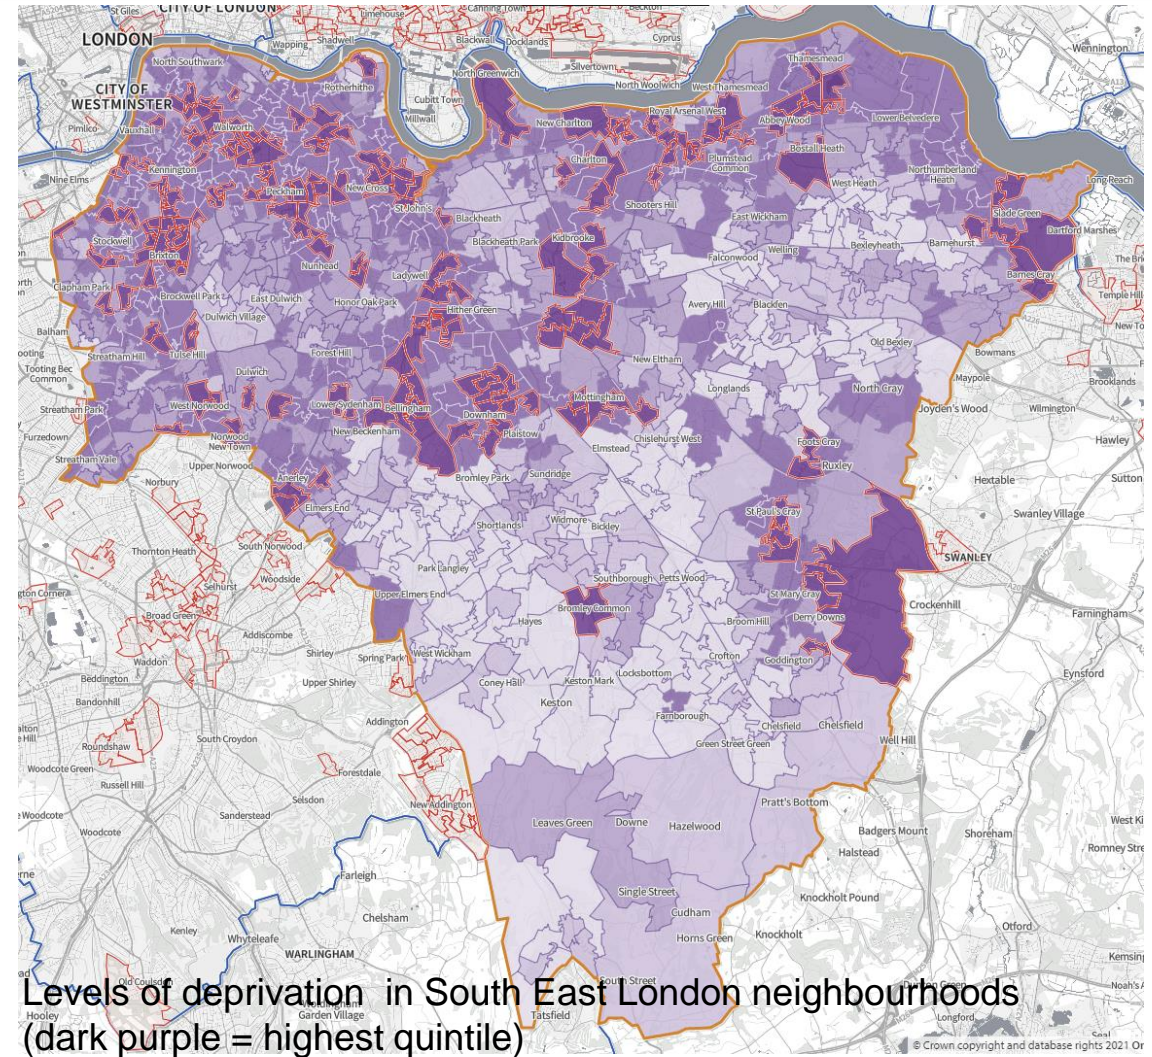 CITY OF LONDON
St Giles
Limehouse
Canning Town
Beckton
LONDON
Wapping
Shadwell
Blackwall
Docklands
Cyprus
Wennington
North Southwark
Silvertown
Thamesmead
CITY OF
WESTMINSTER
Rotherhithe
North Greenwich
North Woolwich
West Thamesmead
Cubitt Town
Millwall
Pimlico
Vauxhall
Walworth
New Charlton
Royal Arsenal West
Abbey Wood
Lower Belvedere
Bostall Heath
Nine Elms
Kennington
Peckham
New Cross
Charlton
Plumstead
Common
West Heath
Northumberland
Heath
Long Reach
St John's
Blackheath
Shooters Hill
East Wickham
Slade Green
Dartford Marshes
Stockwell
Brixton
Blackheath Park
Kidbrooke
Falconwood
Welling
Bexleyheath
Barnehurst
Nunhead
Ladywell
Barnes Cray
Clapham Park
Brockwell Park
East Dulwich
Honor Oak Park
Hither Green
Avery Hill
Blackfen
Temple Hill
Balham
Dulwich Village
Streatham Hill
Tulse Hill
Forest Hill
New Eltham
Old Bexley
Bowmans
Tooting Bec
Common
Dulwich
Longlands
North Cray
Maypole
Brooklands
Streatham Park
West Norwood
Lower Sydenham
Bellingham
Downham
Mottingham
Joyden's Wood
Wilmington
Furzedown
Norwood
New Town
New Beckenham
Plaistow
Elmstead
Chislehurst West
Foots Cray
Hawley
Streatham Vale
Upper Norwood
Ruxley
Norbury
Anerley
Bromley Park
Sundridge
Hextable
Sutton
Elmers End
Shortlands
Widmore
Bickley
St Paul's Cray
Swanley Village
Thornton Heath
South Norwood
SWANLEY
Selhurst
Woodside
Park Langley
Southborough
Petts Wood
Upper Elmers End
Bromley Common
St Mary Cray
Crockenhill
Broad Green
Hayes
Broom Hill
Derry Downs
Farningham
Addiscombe
Waddon
Shirley
Spring Park
West Wickham
Crofton
Goddington
Beddington
Upper Shirley
Coney Hall
Keston Mark
Locksbottom
Eynsford
Bandonhill
Keston
Addington
Farnborough
Chelsfield
Chelsfield
Roundshaw
South Croydon
Green Street Green
Well Hill
Woodcote Green
Forestdale
Russell Hill
Selsdon
New Addington
Pratt's Bottom
Woodcote
Sanderstead
Leaves Green
Downe
Hazelwood
Badgers Mount
Shoreham
Halstead
Farleigh
Single Street
Knockholt Pound
Chelsham
Cudham
Kenley
Whyteleafe
Horns Green
Knockholt
Otford
WARLINGHAM
South Street
Levels of deprivation in South East London neighbourhoods
Hooley
Garden Village
Tatsfield
Longford
(dark purple = highest quintile)
© Crown copyright and database rights 2021 Or